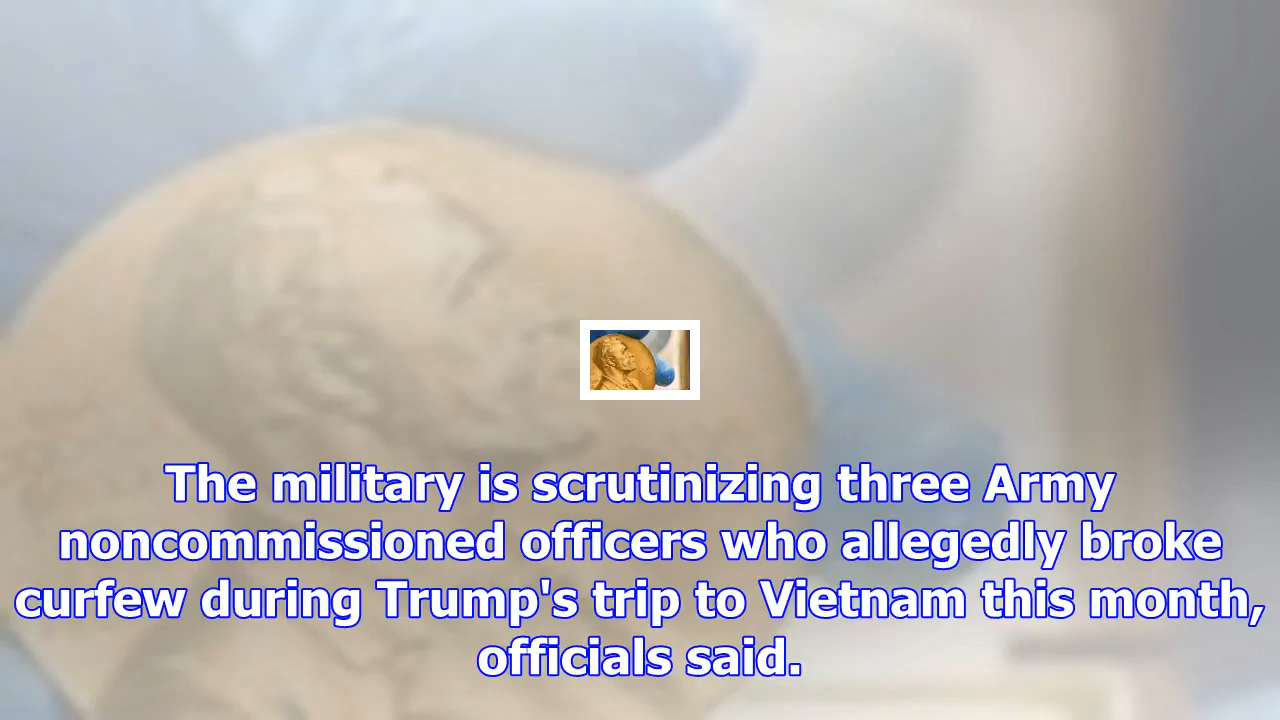 The military is scrutinizing three Army
noncommissioned officers who allegedly broke
curfew during Trump's trip to Vietnam this month,
officials said.